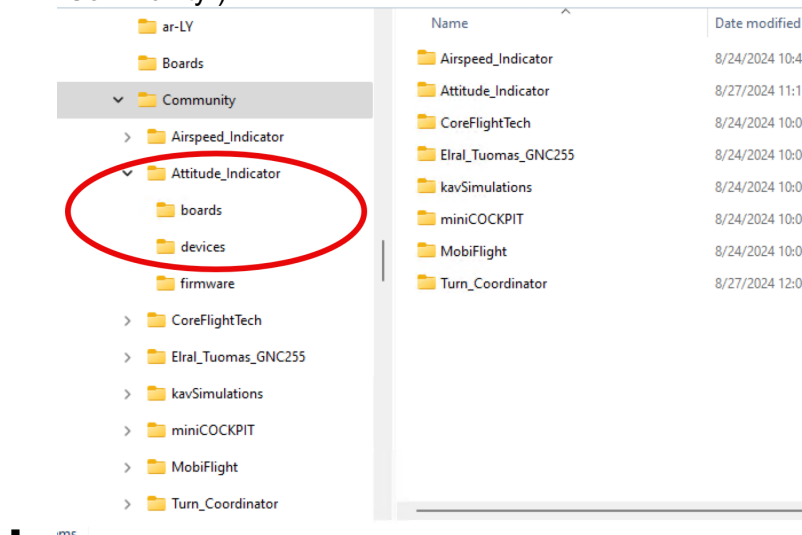 ar-LY
Boards
Community
Airspeed_Indicator
Attitude_Indicator
boards
devices
firmware
CoreFlightTech
Elral_Tuomas_GNC255
kavSimulations
miniCOCKPIT
MobiFlight
Turn_Coordinator
Name Date modified
Airspeed_Indicator 8/24/2024 10:4
Attitude_Indicator 8/27/2024 11:1
CoreFlightTech 8/24/2024 10:0
Elral_Tuomas_GNC255 8/24/2024 10:0
kavSimulations 8/24/2024 10:0
miniCOCKPIT 8/24/2024 10:0
MobiFlight 8/24/2024 10:0
Turn_Coordinator 8/27/2024 12:0